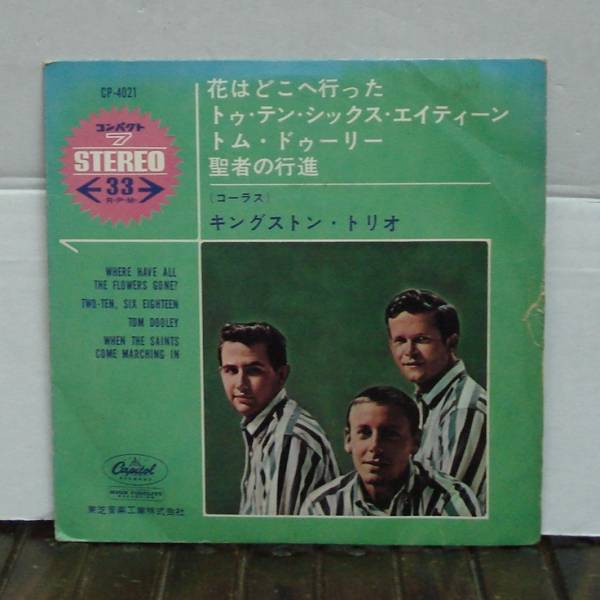 CP-4021
コンパクト
7
STEREO
33
R・P・M
花はどこへ行った
トゥ・テン・シックス・エイティーン
トム・ドゥーリー
聖者の行進
(コーラス)
キングストン・トリオ
WHERE HAVE ALL
THE FLOWERS GONE?
TWO-TEN, SIX EIGHTEEN
TOM DOOLEY
WHEN THE SAINTS
COME MARCHING IN
Capitol
RECORDS
HIGH FIDELITY
東芝音楽工業株式会社